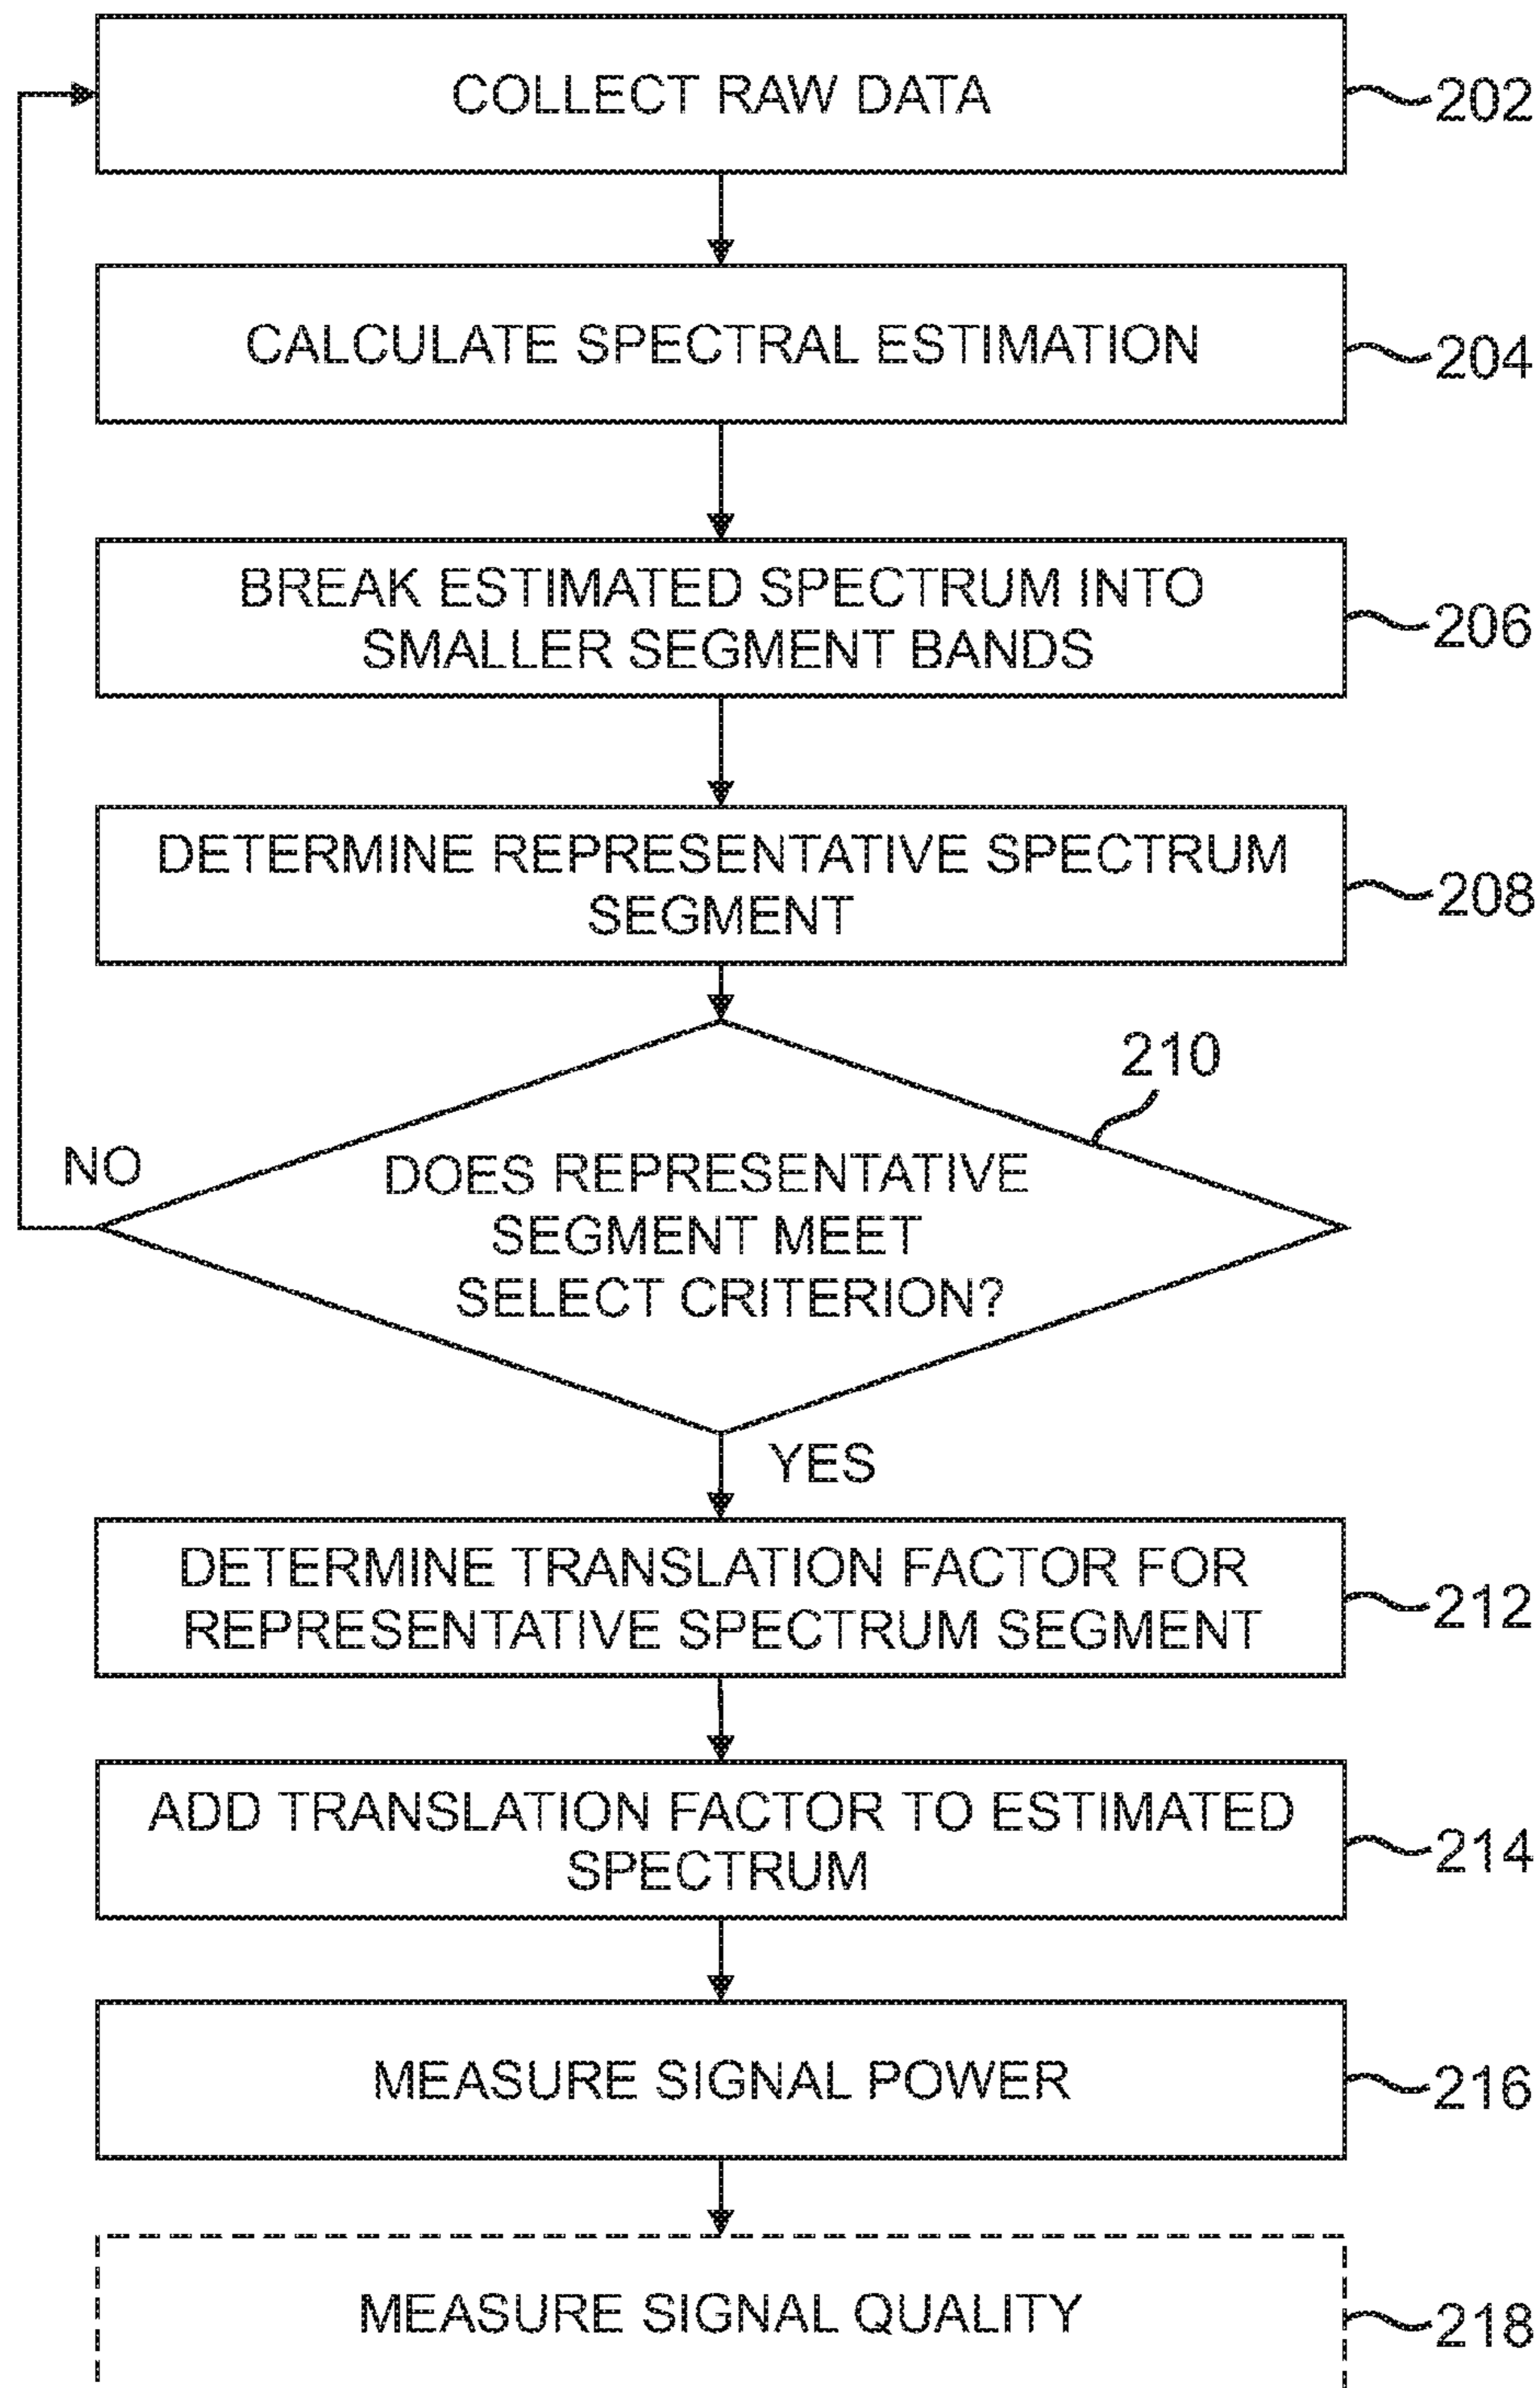 COLLECT RAW DATA
202
CALCULATE SPECTRAL ESTIMATION
204
BREAK ESTIMATED SPECTRUM INTO
SMALLER SEGMENT BANDS
206
DETERMINE REPRESENTATIVE SPECTRUM
SEGMENT
208
210
NO
DOES REPRESENTATIVE
SEGMENT MEET
SELECT CRITERION?
YES
DETERMINE TRANSLATION FACTOR FOR
REPRESENTATIVE SPECTRUM SEGMENT
212
ADD TRANSLATION FACTOR TO ESTIMATED
SPECTRUM
214
MEASURE SIGNAL POWER
216
MEASURE SIGNAL QUALITY
218